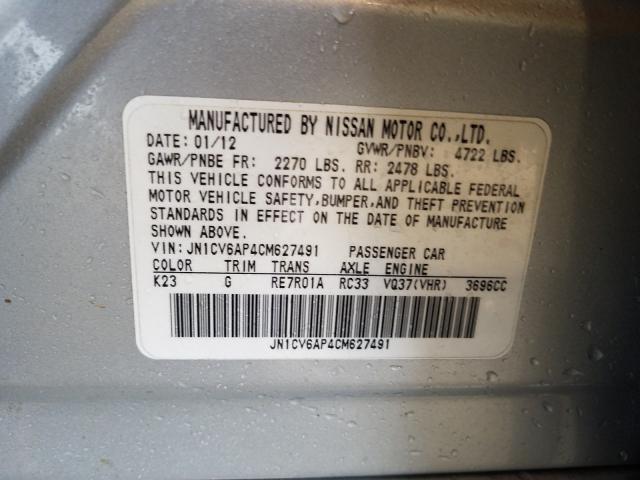 MANUFACTURED BY NISSAN MOTOR CO.,LTD.
DATE: 01/12 GVWR/PNBV: 4722 LBS.
GAWR/PNBE FR: 2270 LBS. RR: 2478 LBS.
THIS VEHICLE CONFORMS TO ALL APPLICABLE FEDERAL
MOTOR VEHICLE SAFETY,BUMPER,AND THEFT PREVENTION
STANDARDS IN EFFECT ON THE DATE OF MANUFACTURE
SHOWN ABOVE.
VIN:JN1CV6AP4CM627491 PASSENGER CAR
COLOR TRIM TRANS AXLE ENGINE
K23 G RE7R01A RC33 VQ37(VHR) 3696CC
JN1CV6AP4CM627491